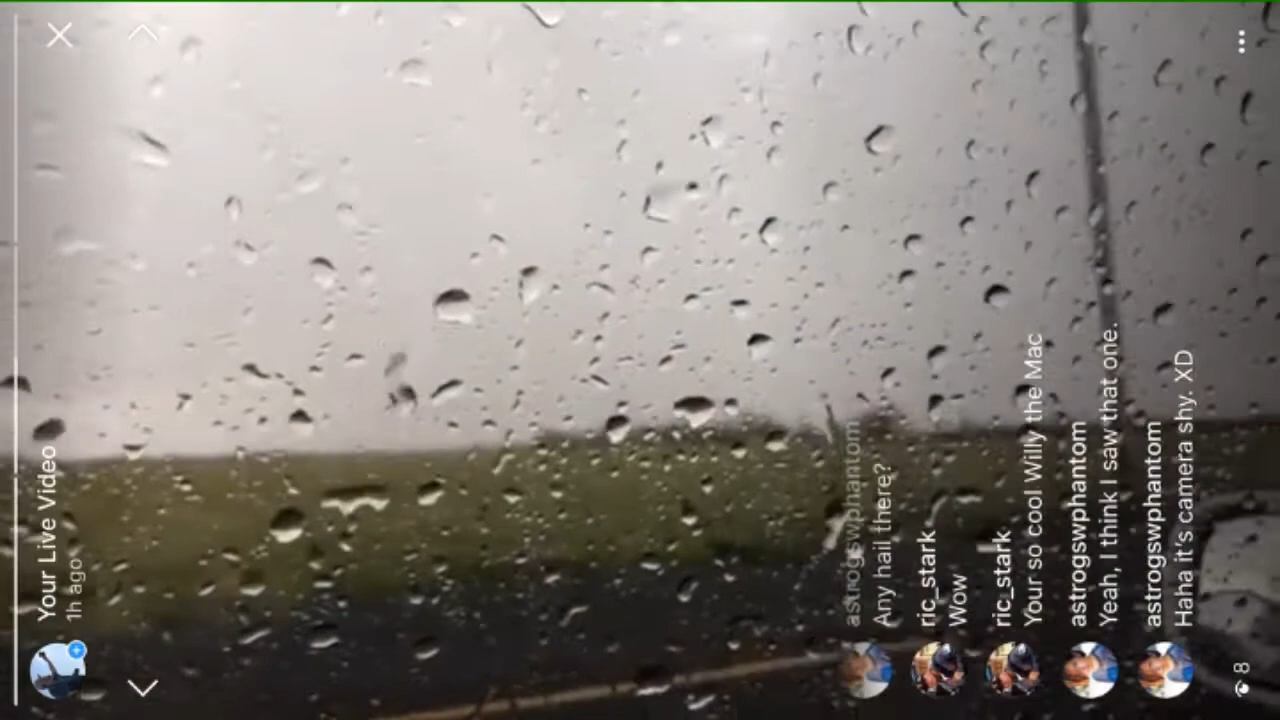 Your Live Video
1h ago
astrogswphantom
Any hail there?
ric_stark
Wow
ric_stark
Your so cool Willy the Mac
astrogswphantom
Yeah, I think I saw that one.
astrogswphantom
Haha it's camera shy. XD
8